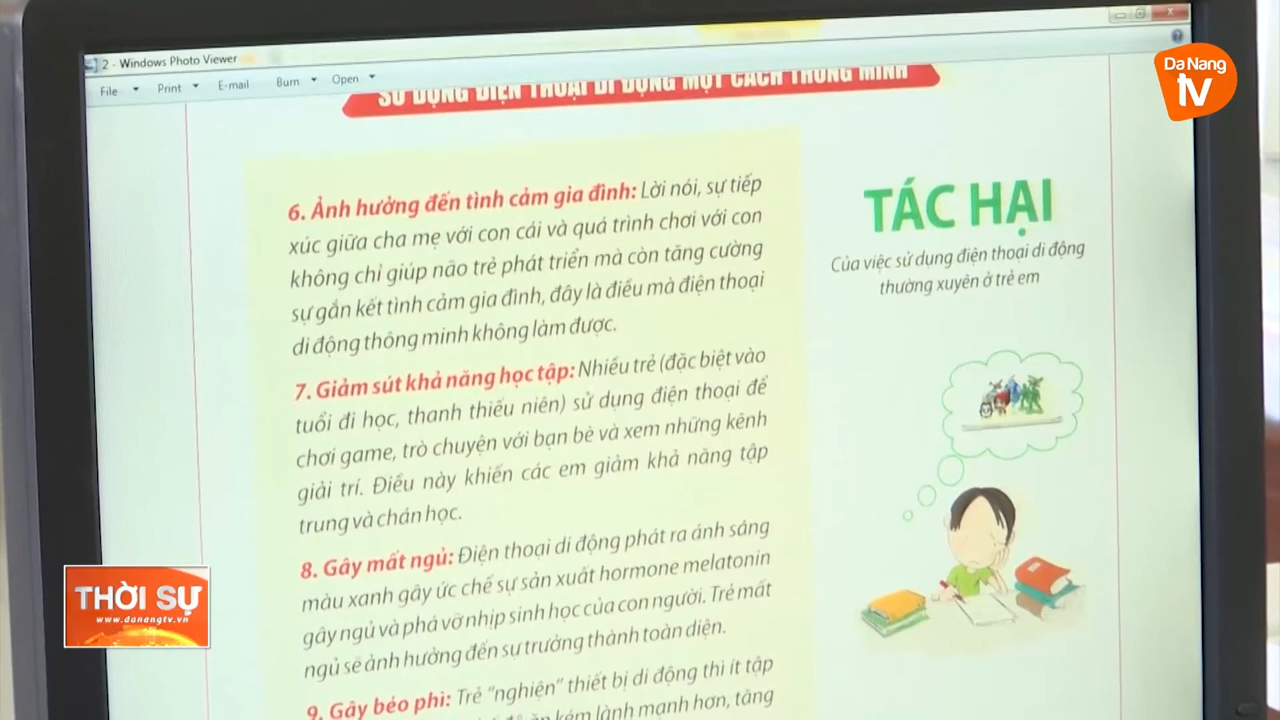 2 - Windows Photo Viewer
File Print E-mail Burn Open
Da Nang
tv
SỬ DỤNG ĐIỆN THOẠI DI ĐỘNG MỘT CÁCH THÔNG MINH
6. Ảnh hưởng đến tình cảm gia đình: Lời nói, sự tiếp
xúc giữa cha mẹ với con cái và quá trình chơi với con
không chỉ giúp não trẻ phát triển mà còn tăng cường
sự gắn kết tình cảm gia đình, đây là điều mà điện thoại
di động thông minh không làm được.
7. Giảm sút khả năng học tập: Nhiều trẻ (đặc biệt vào
tuổi đi học, thanh thiếu niên) sử dụng điện thoại để
chơi game, trò chuyện với bạn bè và xem những kênh
giải trí. Điều này khiến các em giảm khả năng tập
trung và chán học.
8. Gây mất ngủ: Điện thoại di động phát ra ánh sáng
màu xanh gây ức chế sự sản xuất hormone melatonin
gây ngủ và phá vỡ nhịp sinh học của con người. Trẻ mất
ngủ sẽ ảnh hưởng đến sự trưởng thành toàn diện.
9. Gây béo phì: Trẻ "nghiện" thiết bị di động thì ít tập
ăn kém lành mạnh hơn, tăng
TÁC HẠI
Của việc sử dụng điện thoại di động
thường xuyên ở trẻ em
THỜI SỰ
www.danangtv.vn